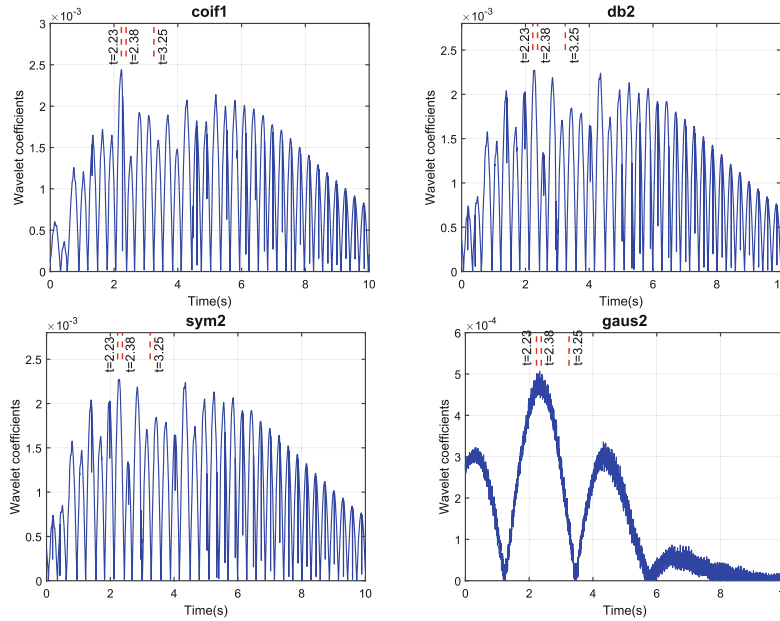 coif1
×10⁻³
3
2.5
2
1.5
1
0.5
0
0 2 4 6 8 10
t=2.23
t=2.38
t=3.25
Wavelet coefficients
Time(s)
db2
×10⁻³
2.5
2
1.5
1
0.5
0
0 2 4 6 8 10
t=2.23
t=2.38
t=3.25
Wavelet coefficients
Time(s)
sym2
×10⁻³
2.5
2
1.5
1
0.5
0
0 2 4 6 8 10
t=2.23
t=2.38
t=3.25
Wavelet coefficients
Time(s)
gaus2
×10⁻⁴
6
5
4
3
2
1
0
0 2 4 6 8
t=2.23
t=2.38
t=3.25
Wavelet coefficients
Time(s)